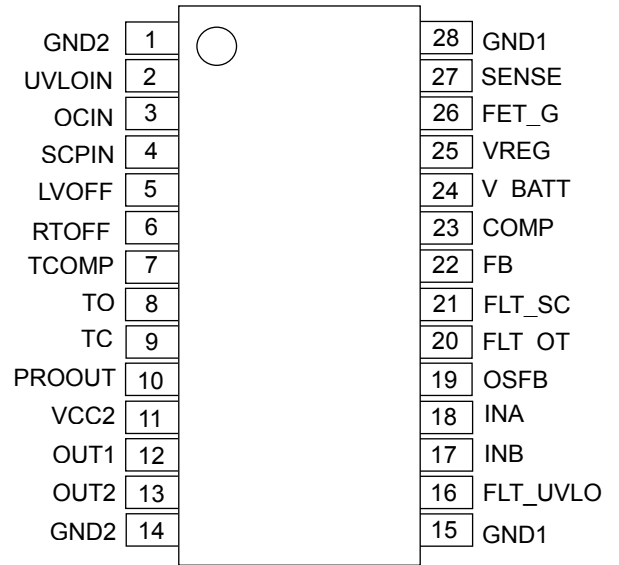 GND2 1 28 GND1
UVLOIN 2 27 SENSE
OCIN 3 26 FET_G
SCPIN 4 25 VREG
LVOFF 5 24 V BATT
RTOFF 6 23 COMP
TCOMP 7 22 FB
TO 8 21 FLT_SC
TC 9 20 FLT OT
PROOUT 10 19 OSFB
VCC2 11 18 INA
OUT1 12 17 INB
OUT2 13 16 FLT_UVLO
GND2 14 15 GND1